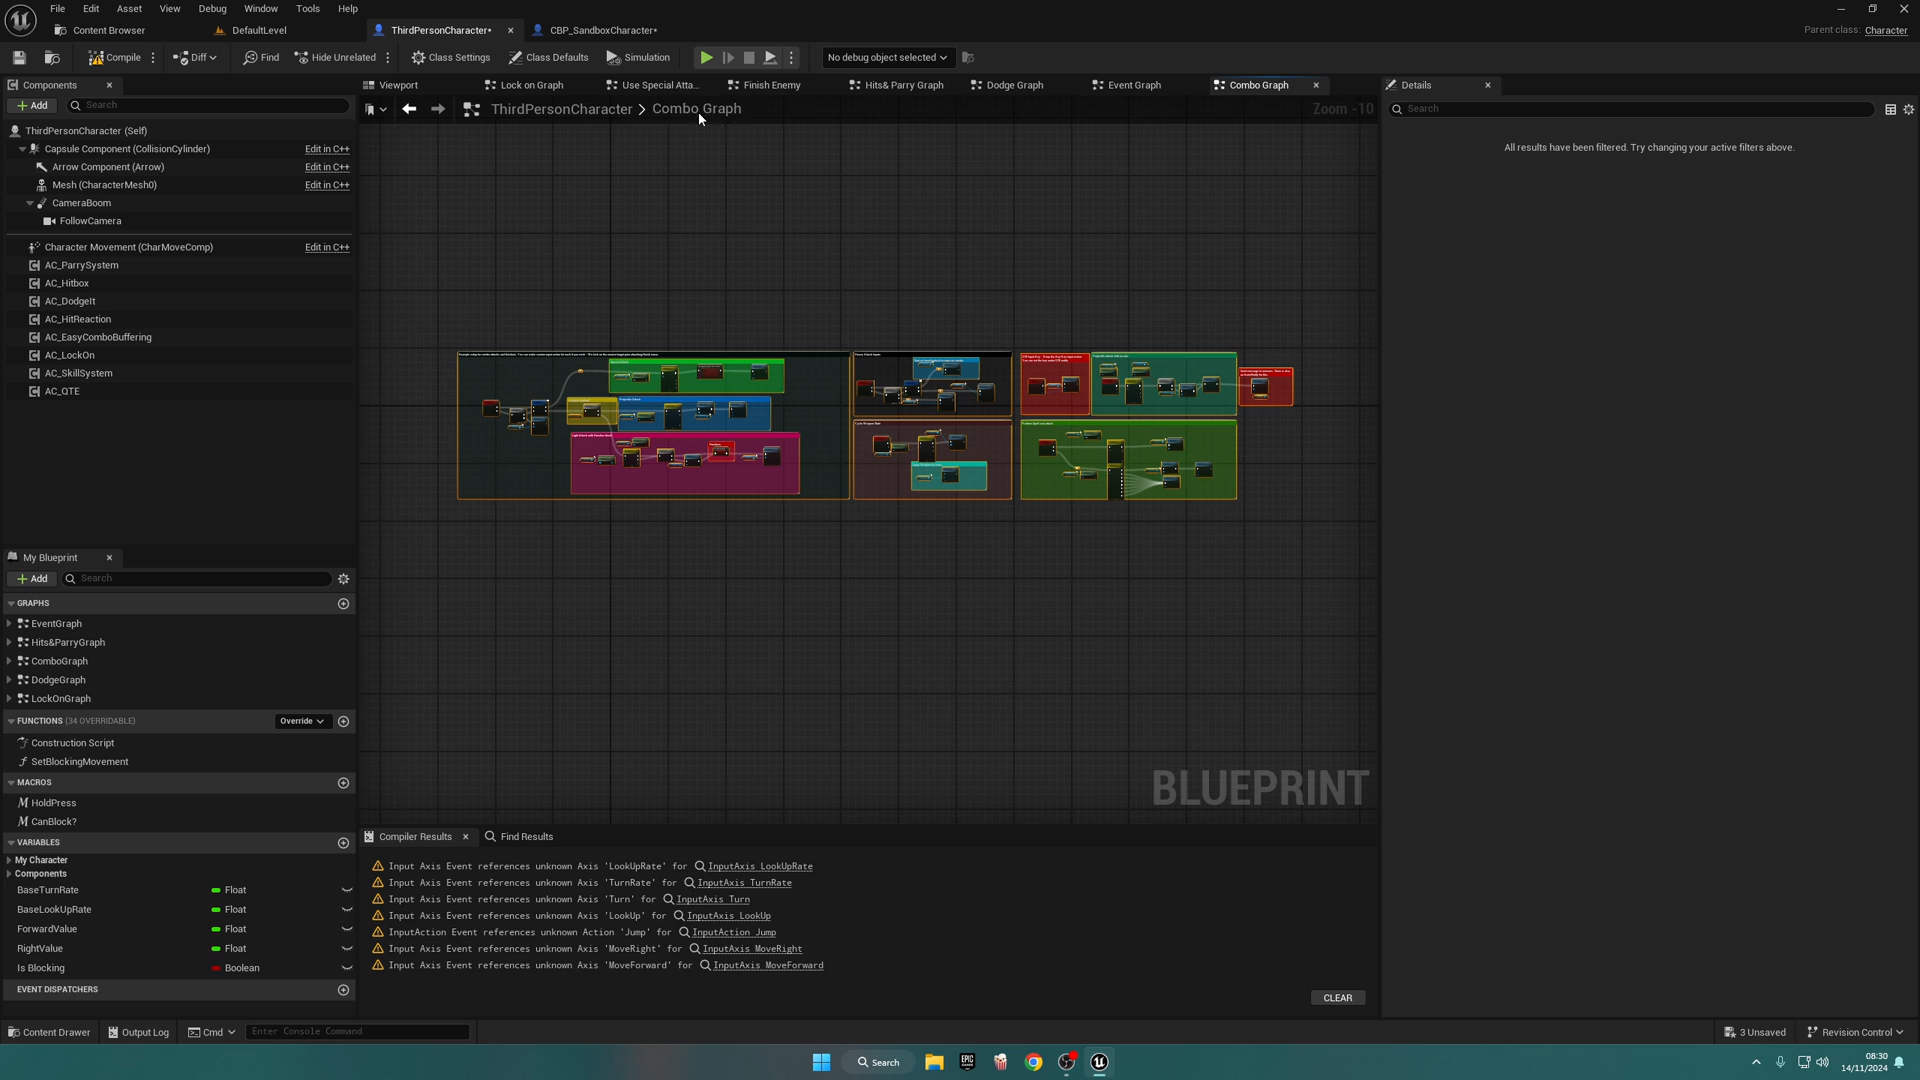 File Edit Asset View Debug Window Tools Help
Content Browser DefaultLevel ThirdPersonCharacter* CBP_SandboxCharacter* Parent class: Character
Compile Diff Find Hide Unrelated Class Settings Class Defaults Simulation No debug object selected
Components Viewport Lock on Graph Use Special Atta... Finish Enemy Hits& Parry Graph Dodge Graph Event Graph Combo Graph Details
Add Search ThirdPersonCharacter > Combo Graph Zoom -10 Search
ThirdPersonCharacter (Self) All results have been filtered. Try changing your active filters above.
Capsule Component (CollisionCylinder) Edit in C++
Arrow Component (Arrow) Edit in C++
Mesh (CharacterMesh0) Edit in C++
CameraBoom
FollowCamera
Character Movement (CharMoveComp) Edit in C++
AC_ParrySystem
AC_Hitbox
AC_DodgeIt
AC_HitReaction
AC_EasyComboBuffering
AC_LockOn
AC_SkillSystem
AC_QTE
My Blueprint
Add Search
GRAPHS
EventGraph
Hits&ParryGraph
ComboGraph
DodgeGraph
LockOnGraph
FUNCTIONS (34 OVERRIDABLE) Override
Construction Script
SetBlockingMovement
MACROS
HoldPress
CanBlock?
VARIABLES
My Character
Components
BaseTurnRate Float
BaseLookUpRate Float
ForwardValue Float
RightValue Float
Is Blocking Boolean
EVENT DISPATCHERS
BLUEPRINT
Compiler Results Find Results
Input Axis Event references unknown Axis 'LookUpRate' for InputAxis LookUpRate
Input Axis Event references unknown Axis 'TurnRate' for InputAxis TurnRate
Input Axis Event references unknown Axis 'Turn' for InputAxis Turn
Input Axis Event references unknown Axis 'LookUp' for InputAxis LookUp
InputAction Event references unknown Action 'Jump' for InputAction Jump
Input Axis Event references unknown Axis 'MoveRight' for InputAxis MoveRight
Input Axis Event references unknown Axis 'MoveForward' for InputAxis MoveForward
CLEAR
Content Drawer Output Log Cmd Enter Console Command 3 Unsaved Revision Control
Search EPIC GAMES 08:30
14/11/2024